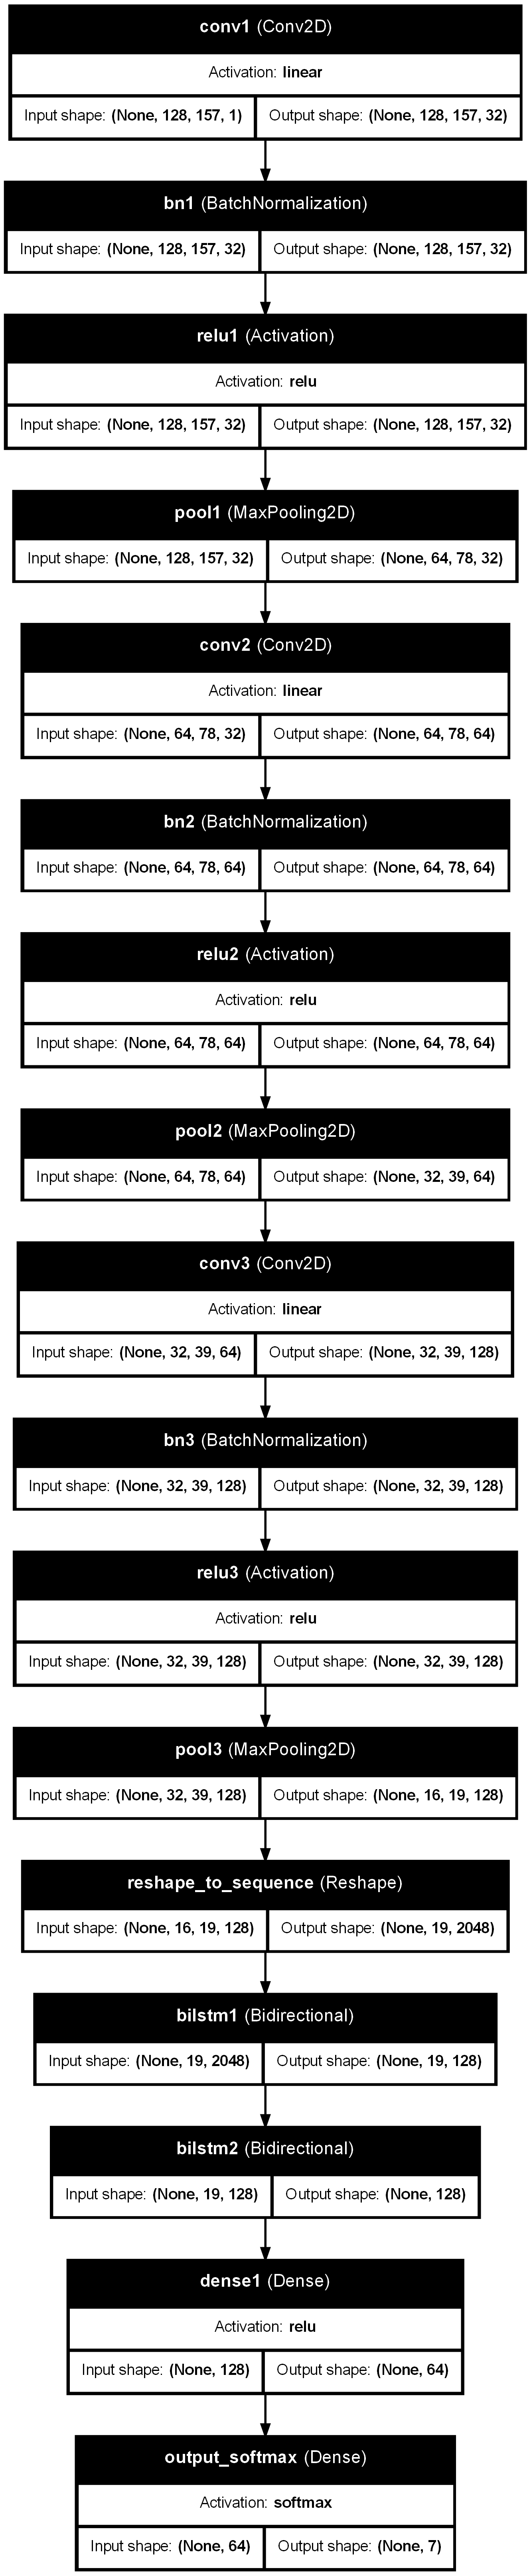 conv1 (Conv2D)
Activation: linear
Input shape: (None, 128, 157, 1) Output shape: (None, 128, 157, 32)
bn1 (BatchNormalization)
Input shape: (None, 128, 157, 32) Output shape: (None, 128, 157, 32)
relu1 (Activation)
Activation: relu
Input shape: (None, 128, 157, 32) Output shape: (None, 128, 157, 32)
pool1 (MaxPooling2D)
Input shape: (None, 128, 157, 32) Output shape: (None, 64, 78, 32)
conv2 (Conv2D)
Activation: linear
Input shape: (None, 64, 78, 32) Output shape: (None, 64, 78, 64)
bn2 (BatchNormalization)
Input shape: (None, 64, 78, 64) Output shape: (None, 64, 78, 64)
relu2 (Activation)
Activation: relu
Input shape: (None, 64, 78, 64) Output shape: (None, 64, 78, 64)
pool2 (MaxPooling2D)
Input shape: (None, 64, 78, 64) Output shape: (None, 32, 39, 64)
conv3 (Conv2D)
Activation: linear
Input shape: (None, 32, 39, 64) Output shape: (None, 32, 39, 128)
bn3 (BatchNormalization)
Input shape: (None, 32, 39, 128) Output shape: (None, 32, 39, 128)
relu3 (Activation)
Activation: relu
Input shape: (None, 32, 39, 128) Output shape: (None, 32, 39, 128)
pool3 (MaxPooling2D)
Input shape: (None, 32, 39, 128) Output shape: (None, 16, 19, 128)
reshape_to_sequence (Reshape)
Input shape: (None, 16, 19, 128) Output shape: (None, 19, 2048)
bilstm1 (Bidirectional)
Input shape: (None, 19, 2048) Output shape: (None, 19, 128)
bilstm2 (Bidirectional)
Input shape: (None, 19, 128) Output shape: (None, 128)
dense1 (Dense)
Activation: relu
Input shape: (None, 128) Output shape: (None, 64)
output_softmax (Dense)
Activation: softmax
Input shape: (None, 64) Output shape: (None, 7)